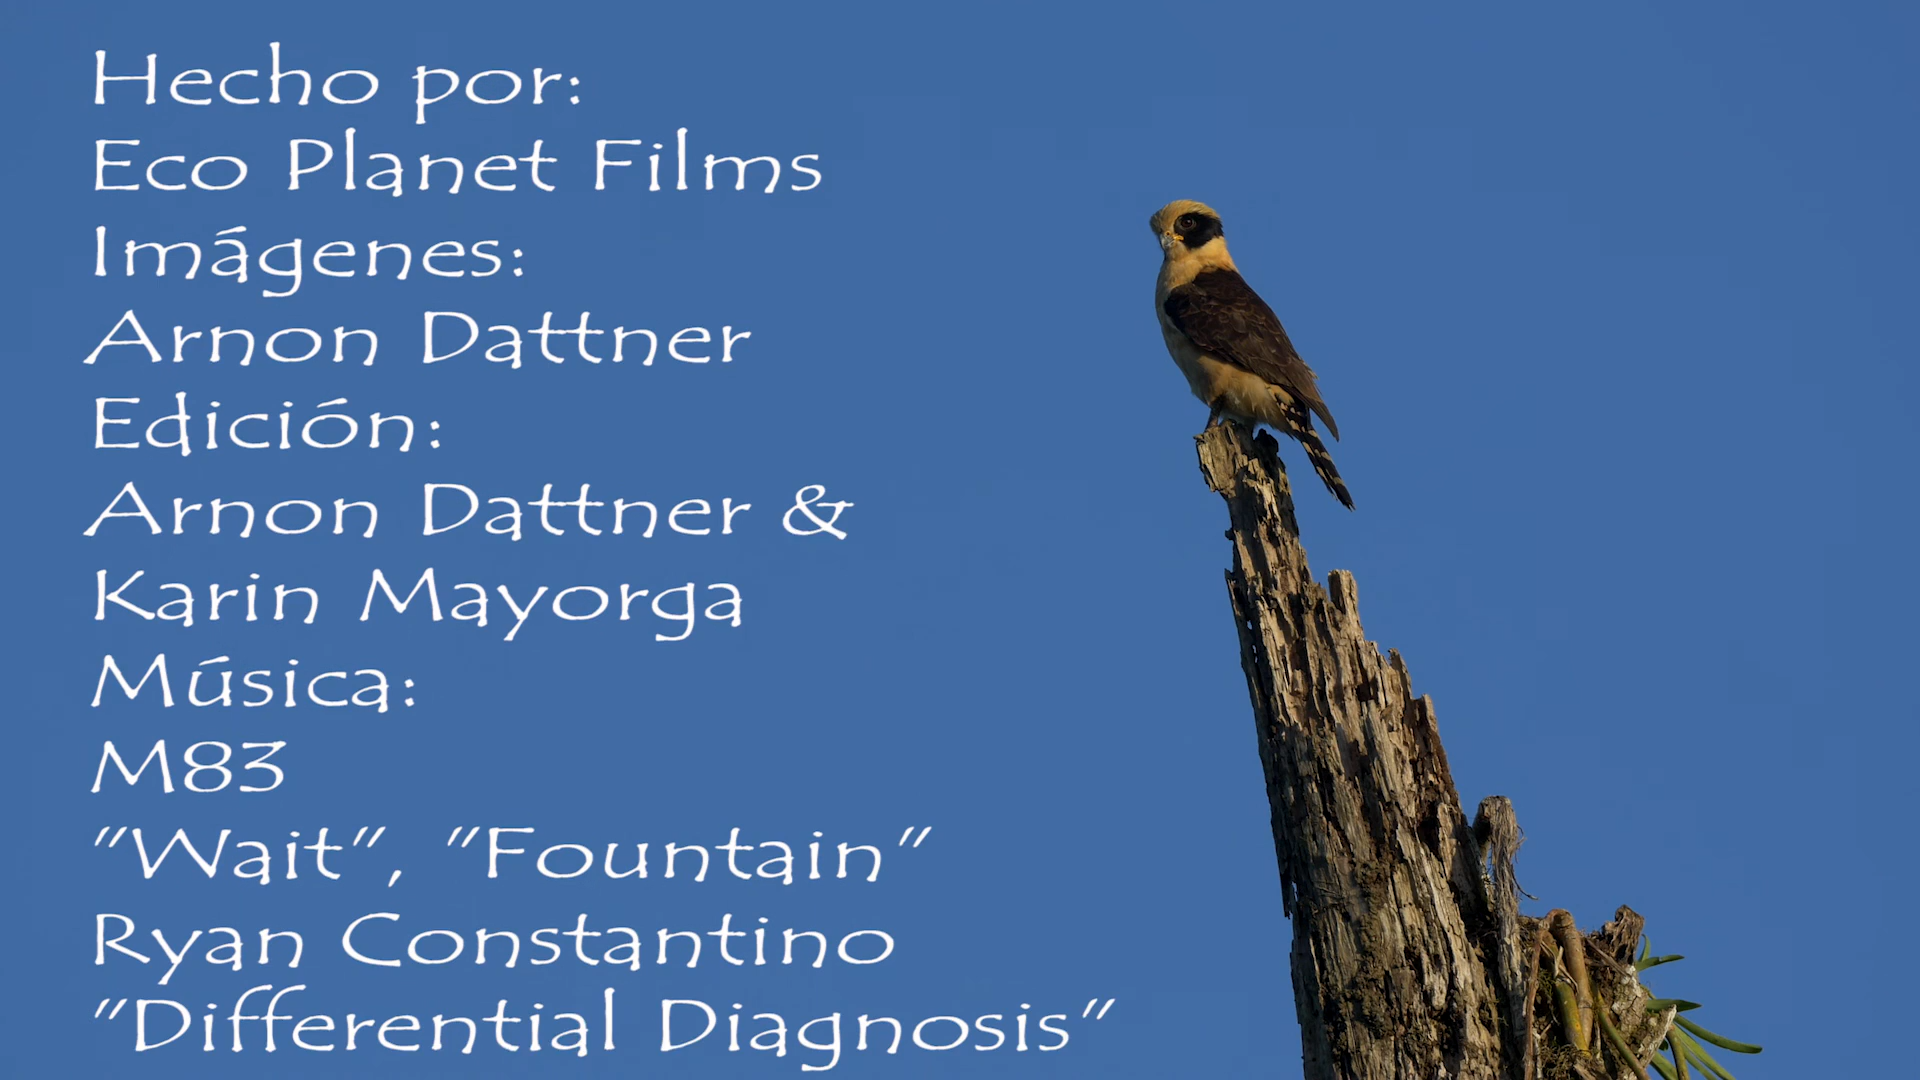 Hecho por:
Eco Planet Films
Imágenes:
Arnon Dattner
Edición:
Arnon Dattner &
Karin Mayorga
Música:
M83
"Wait", "Fountain"
Ryan Constantino
"Differential Diagnosis"